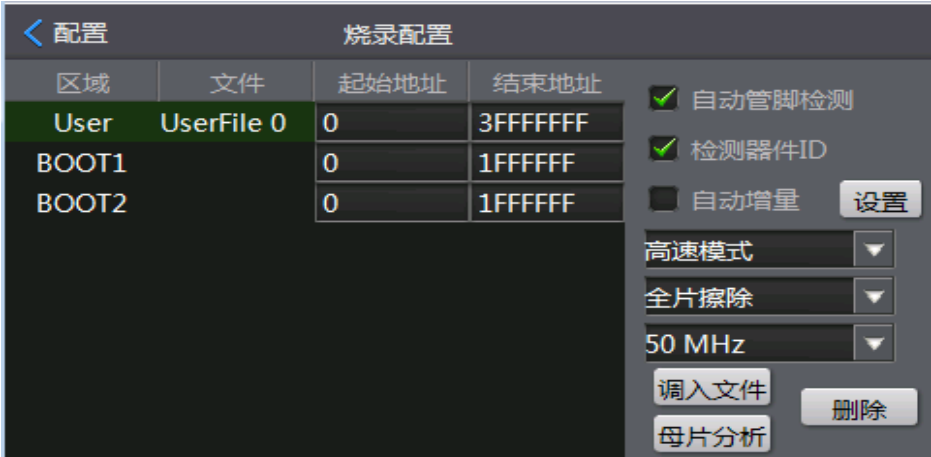 配置 烧录配置
区域 文件 起始地址 结束地址
User UserFile 0 0 3FFFFFFF
BOOT1 0 1FFFFFF
BOOT2 0 1FFFFFF
自动管脚检测
检测器件ID
自动增量 设置
高速模式
全片擦除
50 MHz
调入文件
删除
母片分析